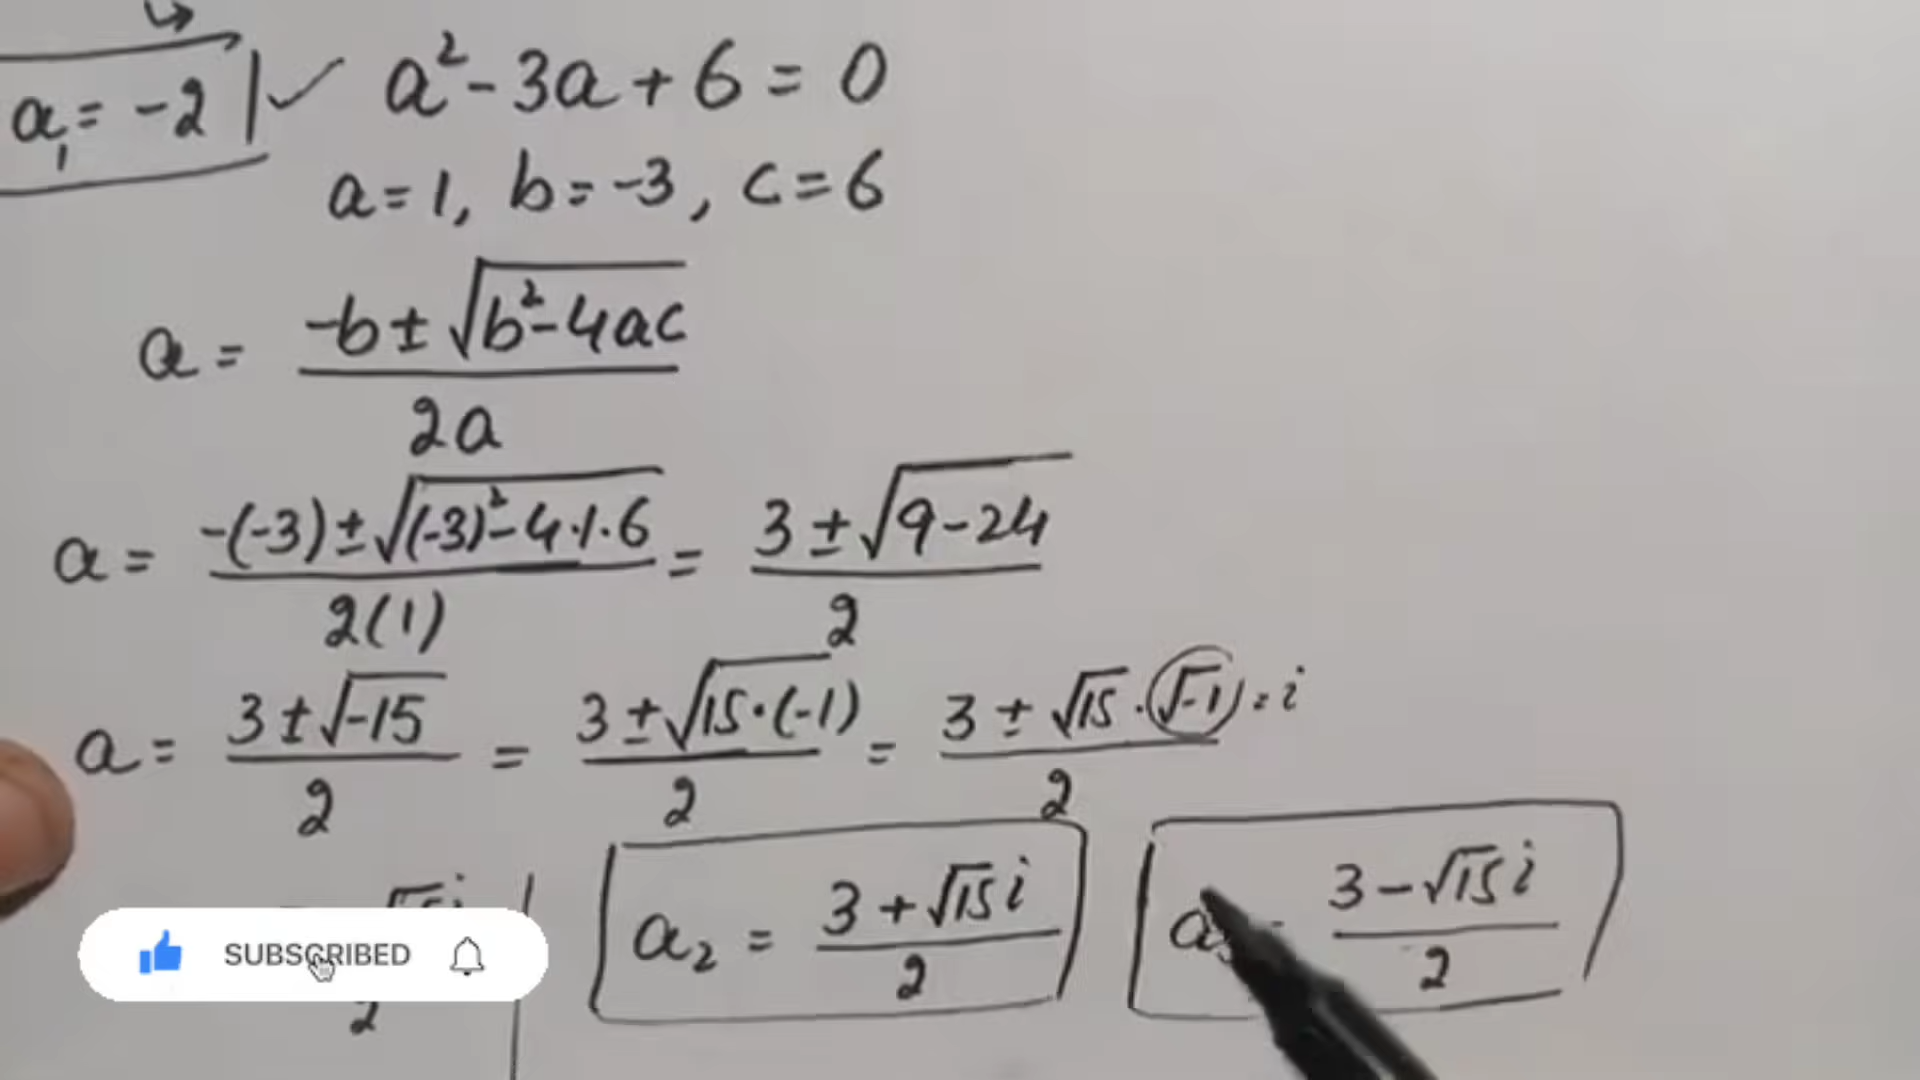 a₁ = -2 ✓ a² - 3a + 6 = 0
a = 1, b = -3, c = 6
a = (-b ± √(b² - 4ac)) / 2a
a = (-(-3) ± √((-3)² - 4·1·6)) / 2(1) = (3 ± √(9 - 24)) / 2
a = (3 ± √-15) / 2 = (3 ± √(15·(-1))) / 2 = (3 ± √15 · √-1) / 2 = i
a₂ = (3 + √15 i) / 2
a = (3 - √15 i) / 2
SUBSCRIBED
2